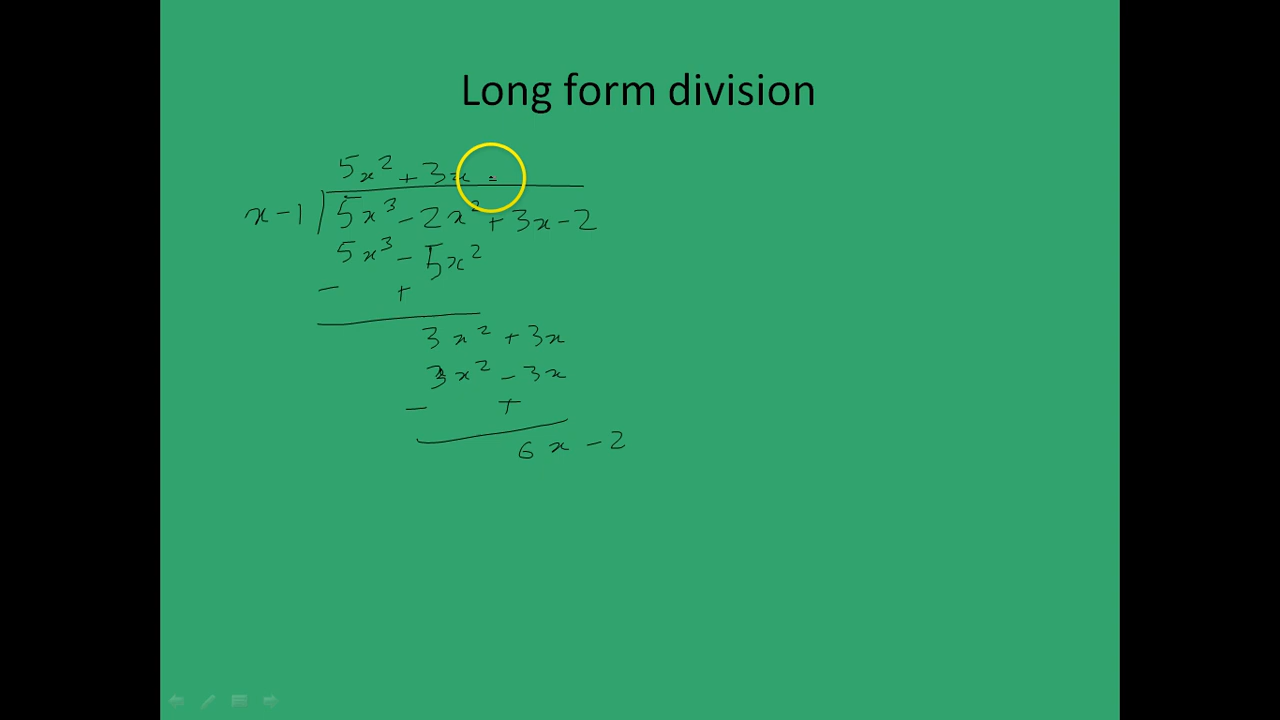 Long form division
5x² + 3x -
x - 1 5x³ - 2x² + 3x - 2
5x³ - 5x²
- +
3x² + 3x
3x² - 3x
- +
6x - 2